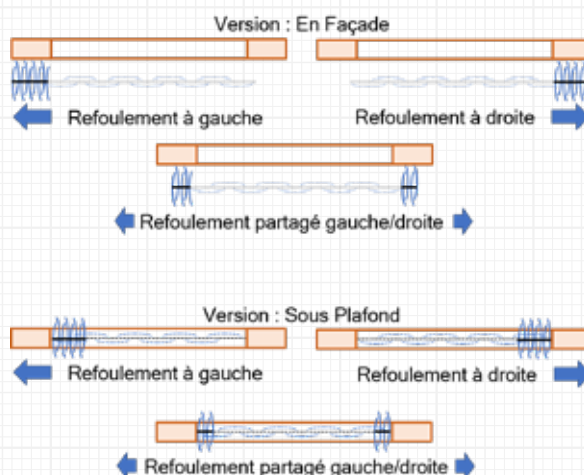 Version : En Façade
Refoulement à gauche
Refoulement à droite
Refoulement partagé gauche/droite
Version : Sous Plafond
Refoulement à gauche
Refoulement à droite
Refoulement partagé gauche/droite